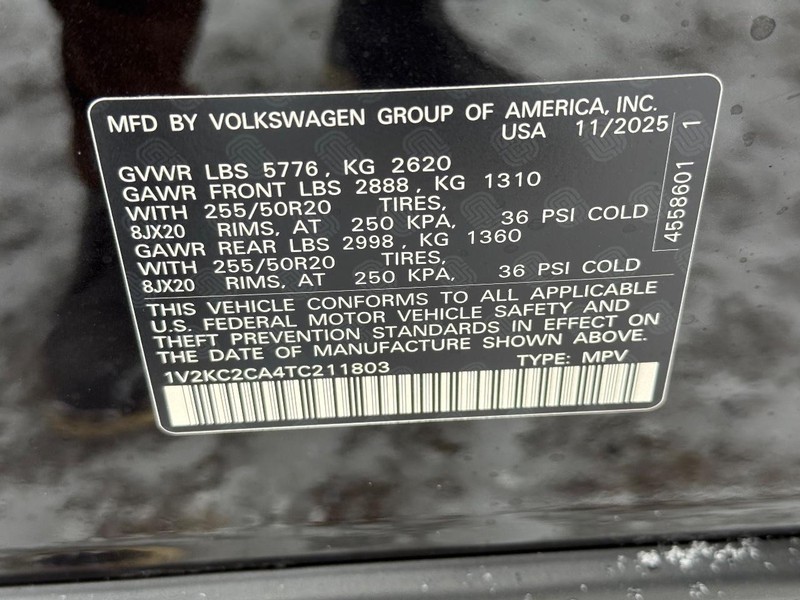 MFD BY VOLKSWAGEN GROUP OF AMERICA, INC.
USA 11/2025
GVWR LBS 5776, KG 2620
GAWR FRONT LBS 2888, KG 1310
WITH 255/50R20 TIRES,
8JX20 RIMS, AT 250 KPA, 36 PSI COLD
GAWR REAR LBS 2998, KG 1360
WITH 255/50R20 TIRES,
8JX20 RIMS, AT 250 KPA, 36 PSI COLD
4558601 1
THIS VEHICLE CONFORMS TO ALL APPLICABLE
U.S. FEDERAL MOTOR VEHICLE SAFETY AND
THEFT PREVENTION STANDARDS IN EFFECT ON
THE DATE OF MANUFACTURE SHOWN ABOVE.
1V2KC2CA4TC211803 TYPE: MPV